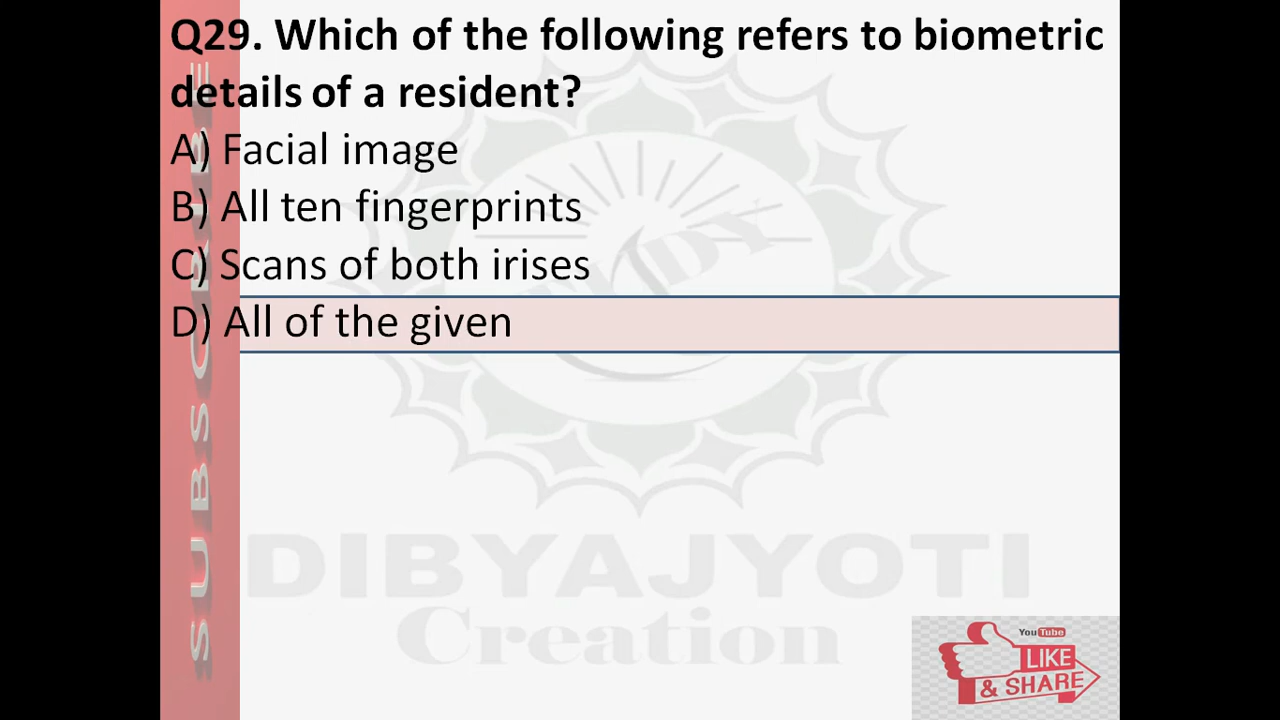 Q29. Which of the following refers to biometric
details of a resident?
A) Facial image
B) All ten fingerprints
C) Scans of both irises
D) All of the given
SUBSCRIBE
DIBYAJYOTI
Creation
YouTube
LIKE
& SHARE